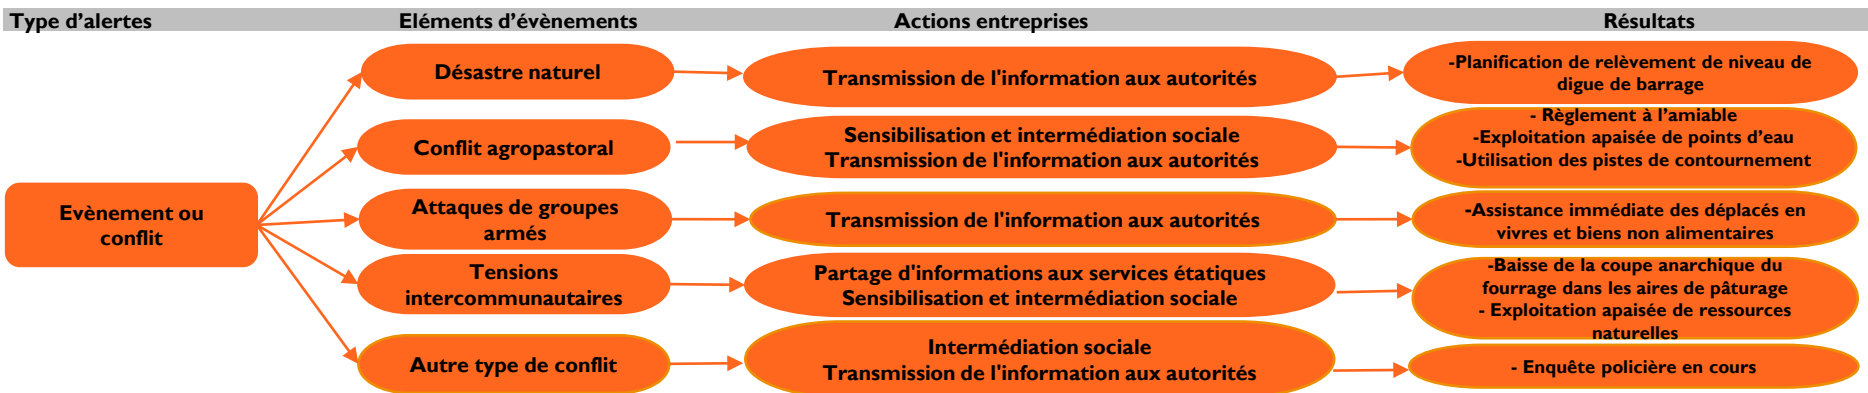 Type d'alertes
Eléments d'évènements
Actions entreprises
Résultats
Evènement ou
conflit
Désastre naturel
Transmission de l'information aux autorités
-Planification de relèvement de niveau de
digue de barrage
Conflit agropastoral
Sensibilisation et intermédiation sociale
Transmission de l'information aux autorités
- Règlement à l'amiable
-Exploitation apaisée de points d'eau
-Utilisation des pistes de contournement
Attaques de groupes
armés
Transmission de l'information aux autorités
-Assistance immédiate des déplacés en
vivres et biens non alimentaires
Tensions
intercommunautaires
Partage d'informations aux services étatiques
Sensibilisation et intermédiation sociale
-Baisse de la coupe anarchique du
fourrage dans les aires de pâturage
- Exploitation apaisée de ressources
naturelles
Autre type de conflit
Intermédiation sociale
Transmission de l'information aux autorités
- Enquête policière en cours